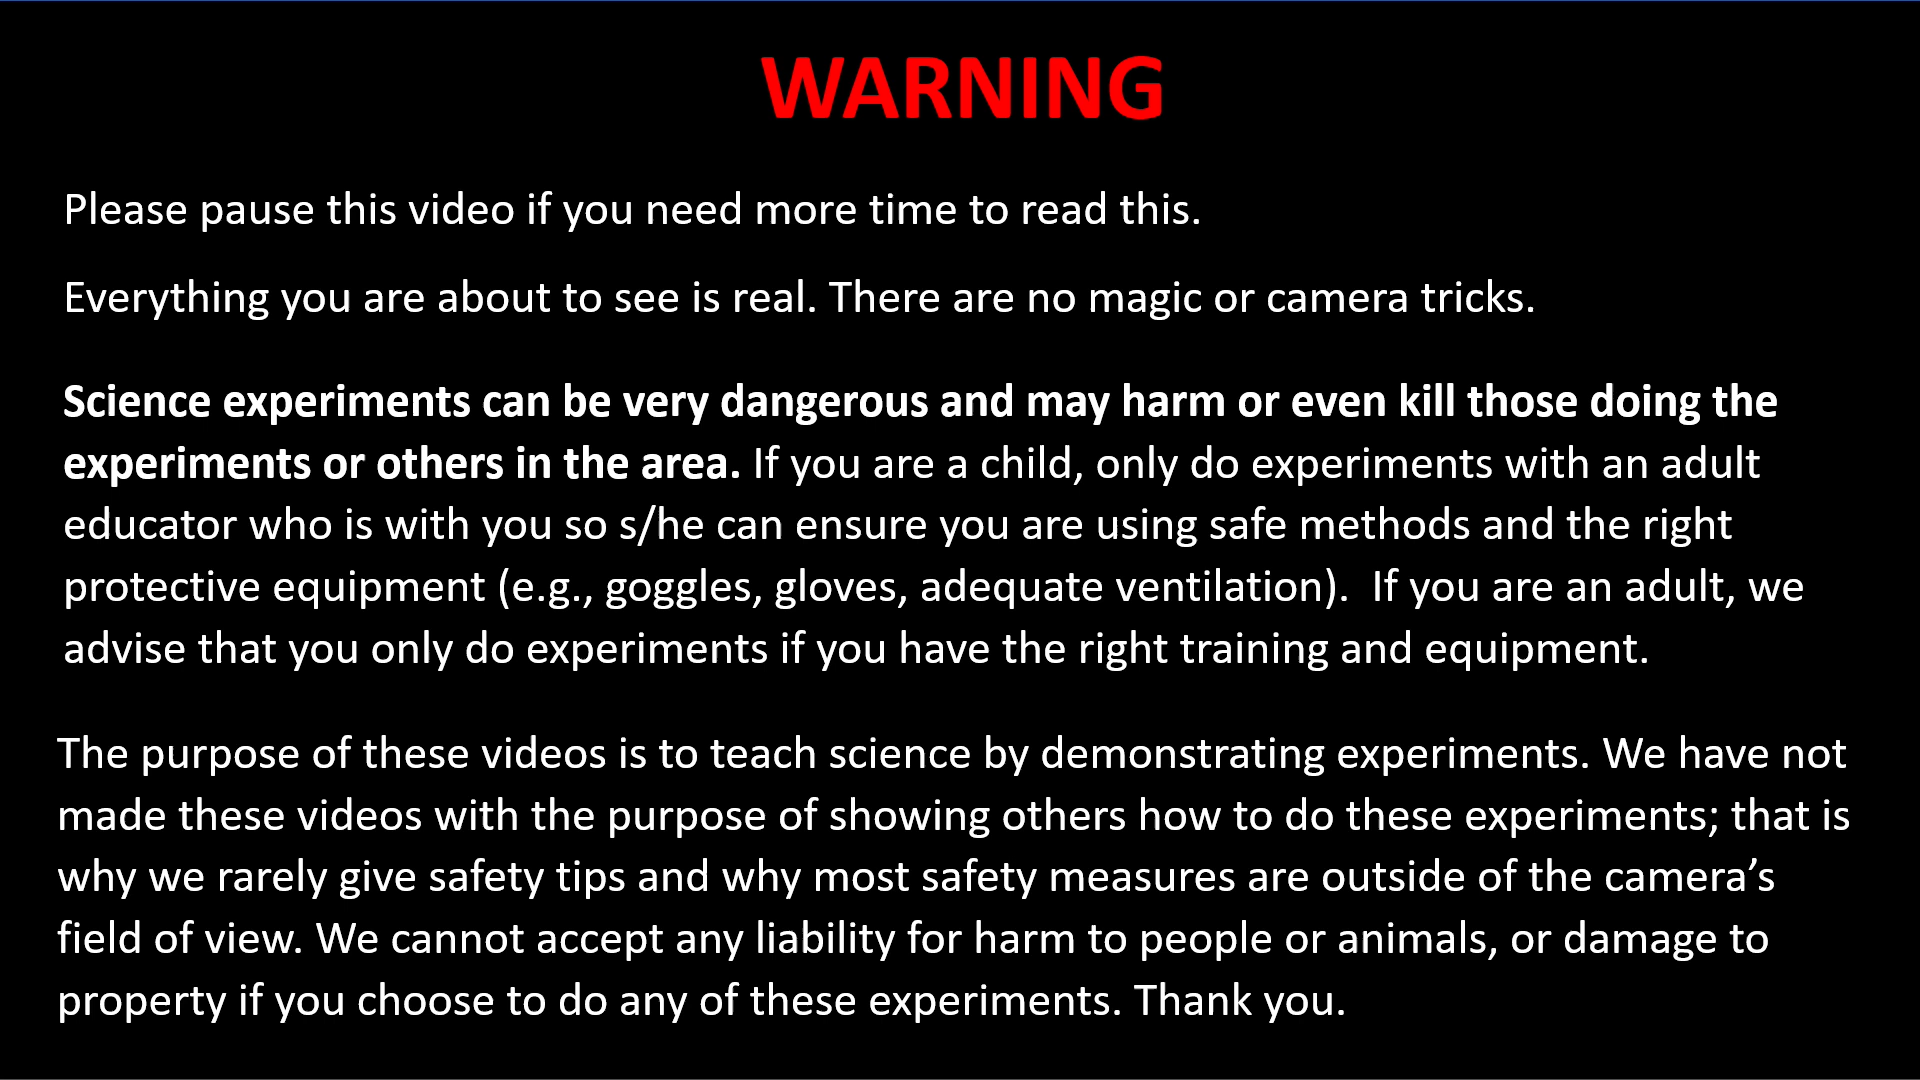 WARNING
Please pause this video if you need more time to read this.
Everything you are about to see is real. There are no magic or camera tricks.
Science experiments can be very dangerous and may harm or even kill those doing the
experiments or others in the area. If you are a child, only do experiments with an adult
educator who is with you so s/he can ensure you are using safe methods and the right
protective equipment (e.g., goggles, gloves, adequate ventilation).  If you are an adult, we
advise that you only do experiments if you have the right training and equipment.
The purpose of these videos is to teach science by demonstrating experiments. We have not
made these videos with the purpose of showing others how to do these experiments; that is
why we rarely give safety tips and why most safety measures are outside of the camera’s
field of view. We cannot accept any liability for harm to people or animals, or damage to
property if you choose to do any of these experiments. Thank you.